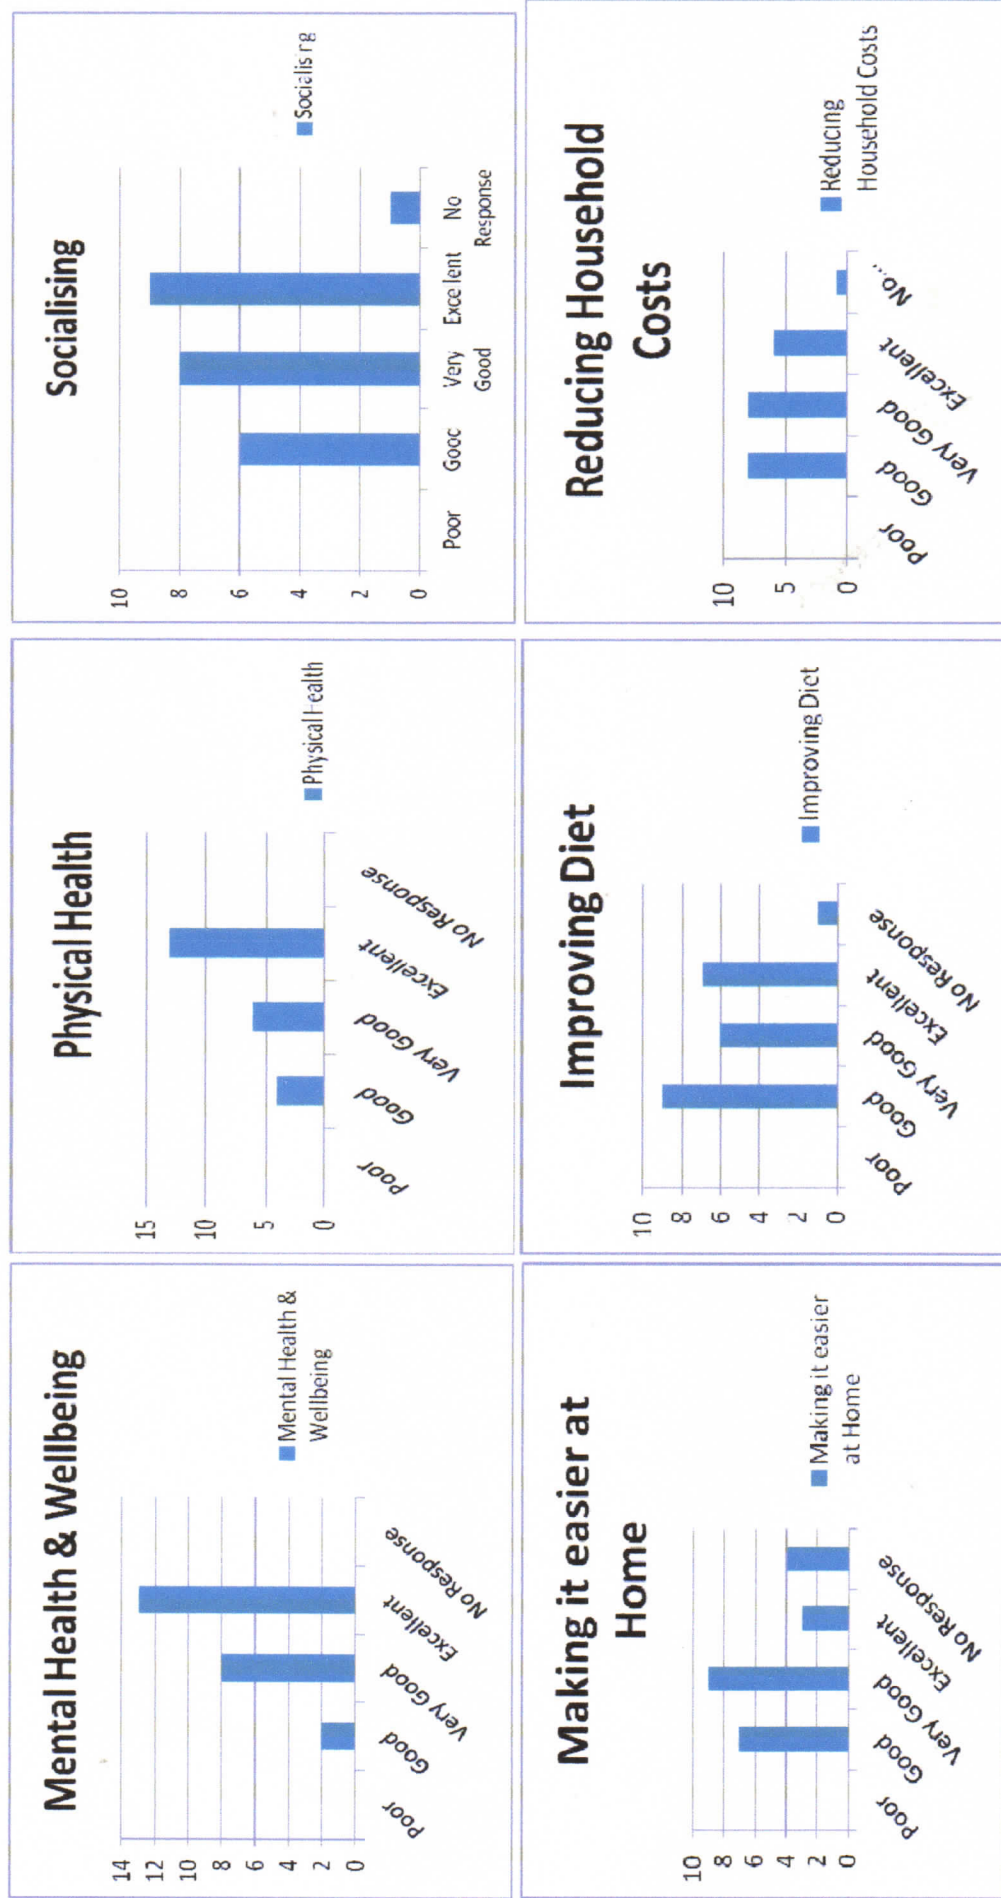 Mental Health & Wellbeing
14
12
10
8
6
4
2
0
Poor
Good
Very Good
Excellent
No Response
Mental Health &
Wellbeing
Physical Health
15
10
5
0
Poor
Good
Very Good
Excellent
No Response
Physical Health
Socialising
10
8
6
4
2
0
Poor Good Very Excellent No
Good Response
Socialising
Making it easier at
Home
10
8
6
4
2
0
Poor
Good
Very Good
Excellent
No Response
Making it easier
at Home
Improving Diet
10
8
6
4
2
0
Poor
Good
Very Good
Excellent
No Response
Improving Diet
Reducing Household
Costs
10
5
0
Poor
Good
Very Good
Excellent
No...
Reducing
Household Costs